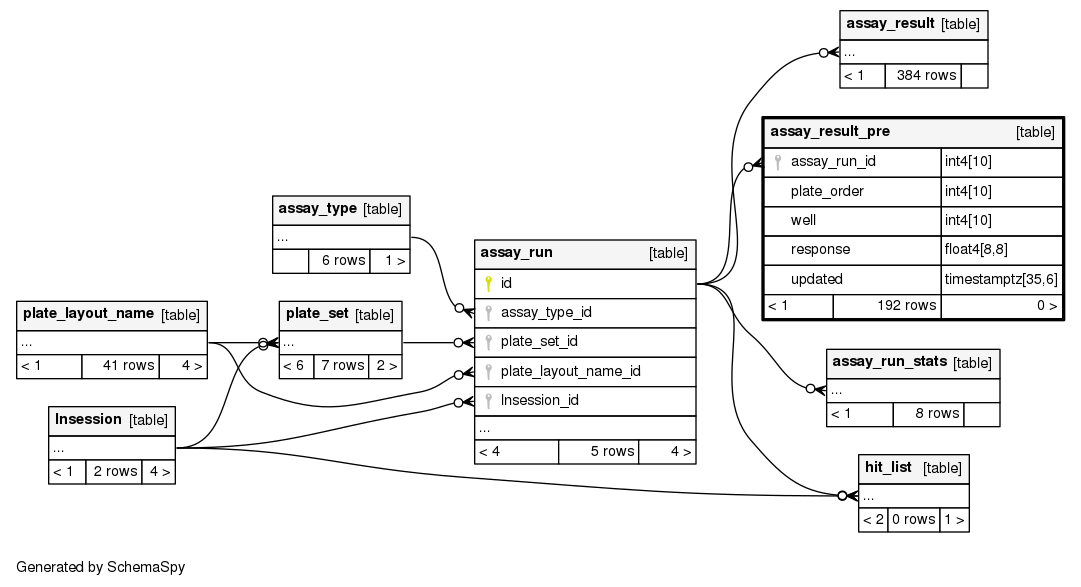 assay_result [table]
...
< 1 384 rows
assay_result_pre [table]
assay_run_id int4[10]
plate_order int4[10]
well int4[10]
response float4[8,8]
updated timestamptz[35,6]
< 1 192 rows 0 >
assay_type [table]
...
6 rows 1 >
assay_run [table]
id
assay_type_id
plate_set_id
plate_layout_name_id
lnsession_id
...
< 4 5 rows 4 >
plate_layout_name [table]
...
< 1 41 rows 4 >
plate_set [table]
...
< 6 7 rows 2 >
lnsession [table]
...
< 1 2 rows 4 >
assay_run_stats [table]
...
< 1 8 rows
hit_list [table]
...
< 2 0 rows 1 >
Generated by SchemaSpy